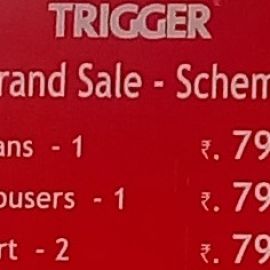 TRIGGER
rand Sale - Schem
ans - 1 ₹. 79
ousers - 1 ₹. 79
rt - 2 ₹. 79